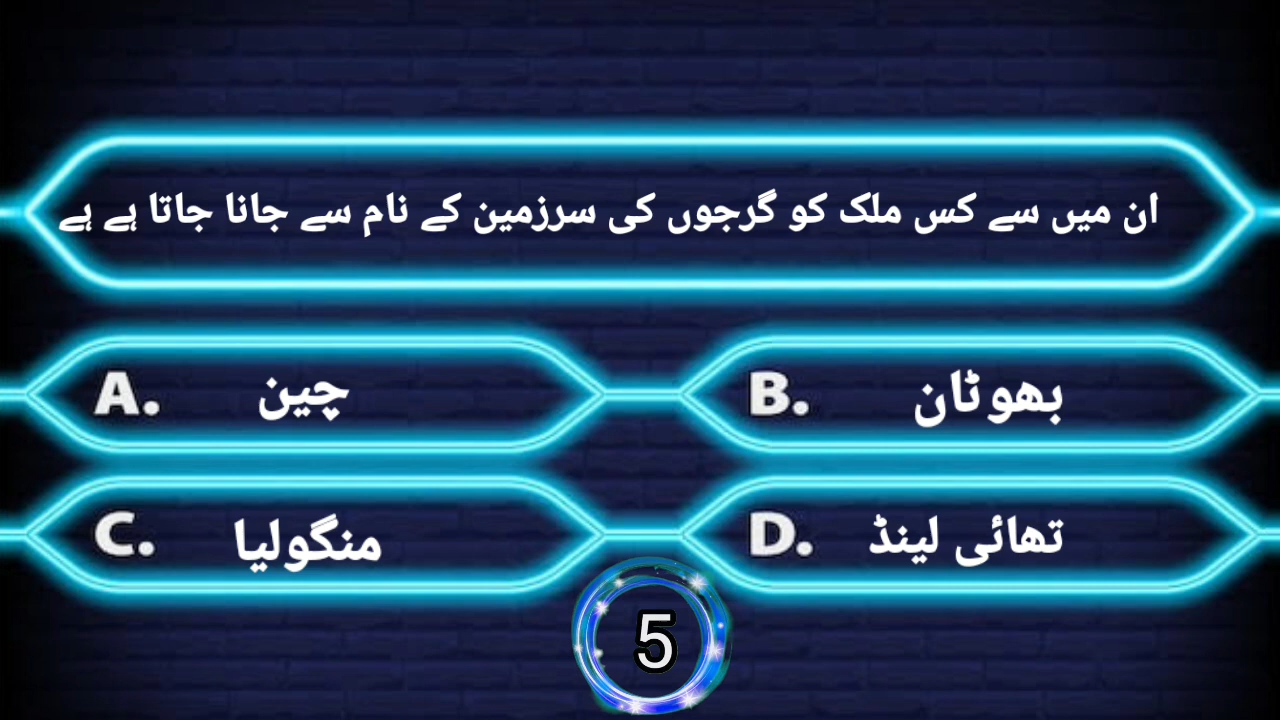 ان میں سے کس ملک کو گرجوں کی سرزمین کے نام سے جانا جاتا ہے ہے
A. چین
B. بھوٹان
C. منگولیا
D. تھائی لینڈ
5